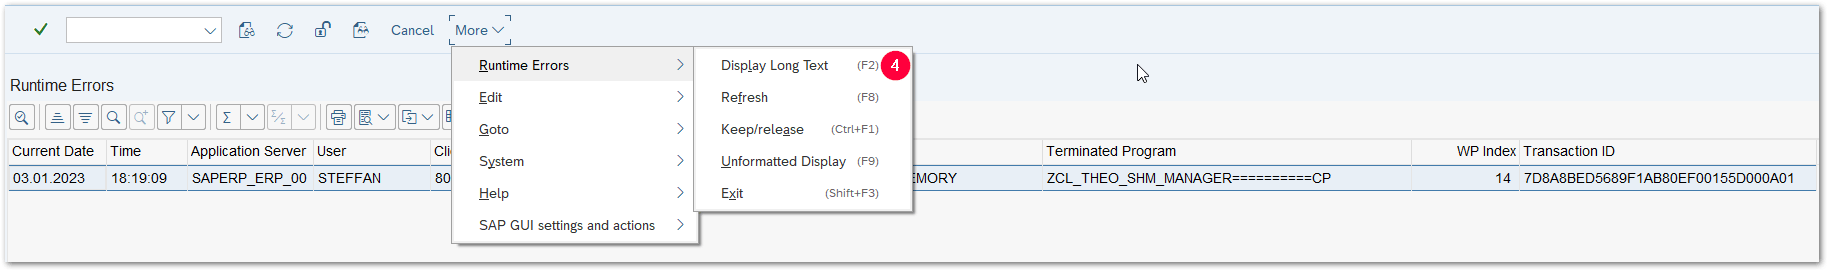 Cancel More
Runtime Errors
Runtime Errors
Edit
Goto
System
Help
SAP GUI settings and actions
Display Long Text (F2) 4
Refresh (F8)
Keep/release (Ctrl+F1)
Unformatted Display (F9)
Exit (Shift+F3)
Current Date Time Application Server User Cli Terminated Program WP Index Transaction ID
03.01.2023 18:19:09 SAPERP_ERP_00 STEFFAN 80 EMORY ZCL_THEO_SHM_MANAGER==========CP 14 7D8A8BED5689F1AB80EF00155D000A01